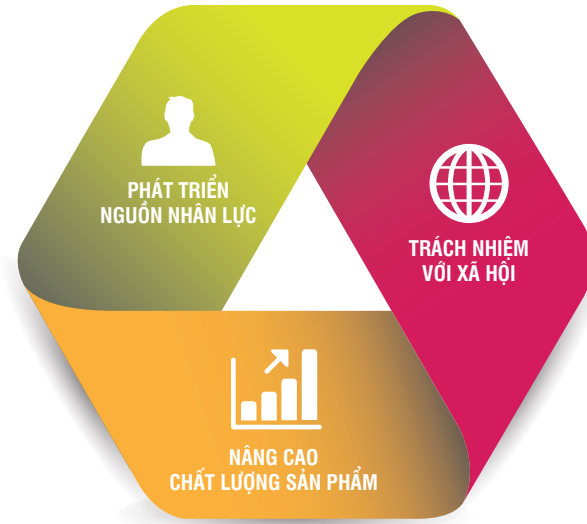 PHÁT TRIỂN
NGUỒN NHÂN LỰC
TRÁCH NHIỆM
VỚI XÃ HỘI
NÂNG CAO
CHẤT LƯỢNG SẢN PHẨM